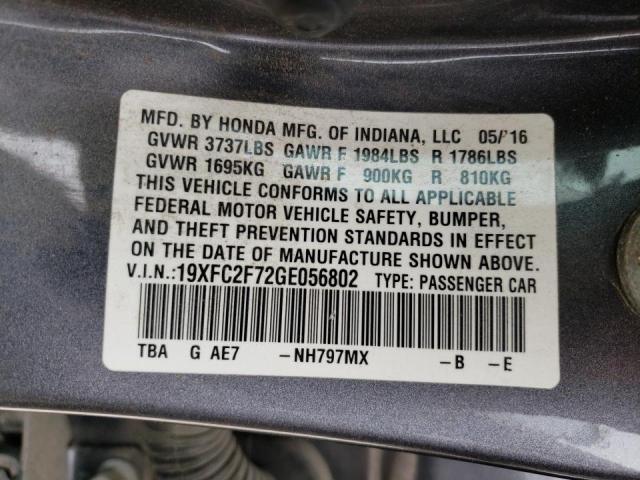 MFD. BY HONDA MFG. OF INDIANA, LLC 05/16
GVWR 3737LBS GAWR F 1984LBS R 1786LBS
GVWR 1695KG GAWR F 900KG R 810KG
THIS VEHICLE CONFORMS TO ALL APPLICABLE
FEDERAL MOTOR VEHICLE SAFETY, BUMPER,
AND THEFT PREVENTION STANDARDS IN EFFECT
ON THE DATE OF MANUFACTURE SHOWN ABOVE.
V.I.N.:19XFC2F72GE056802 TYPE: PASSENGER CAR
TBA G AE7 -NH797MX -B -E